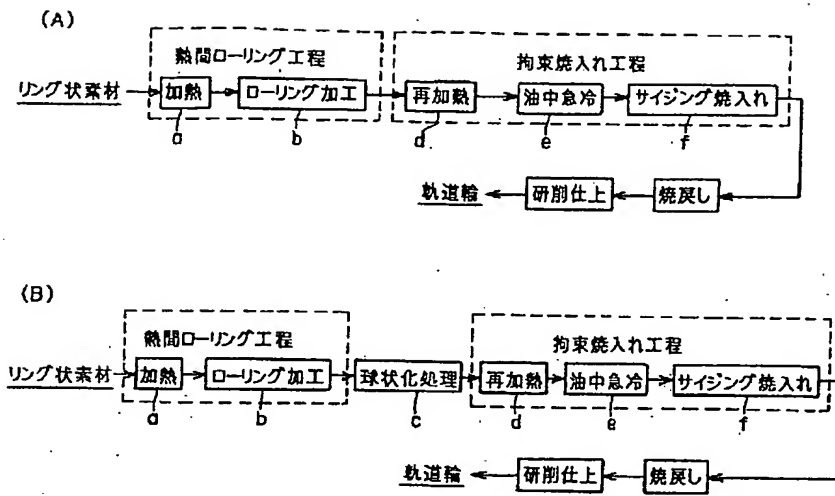 (A)
熱間ローリング工程
拘束焼入れ工程
リング状素材
加熱
ローリング加工
再加熱
油中急冷
サイジング焼入れ
a
b
d
e
f
軌道輪
研削仕上
焼戻し
(B)
熱間ローリング工程
拘束焼入れ工程
リング状素材
加熱
ローリング加工
球状化処理
再加熱
油中急冷
サイジング焼入れ
a
b
c
d
e
f
軌道輪
研削仕上
焼戻し